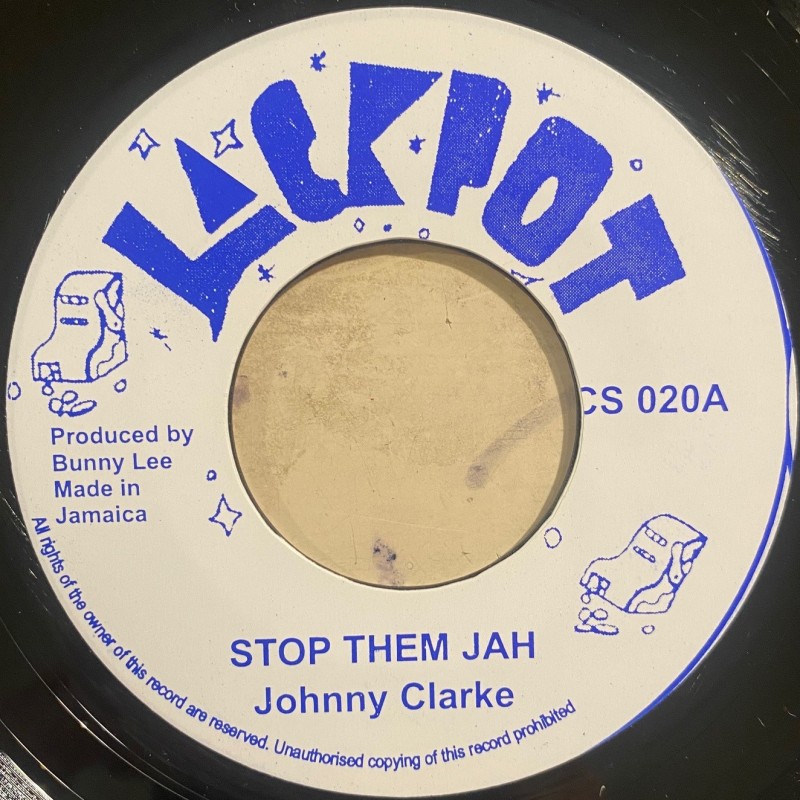 JACKPOT
CS 020A
Produced by
Bunny Lee
Made in
Jamaica
STOP THEM JAH
Johnny Clarke
All rights of the owner of this record are reserved. Unauthorised copying of this record prohibited